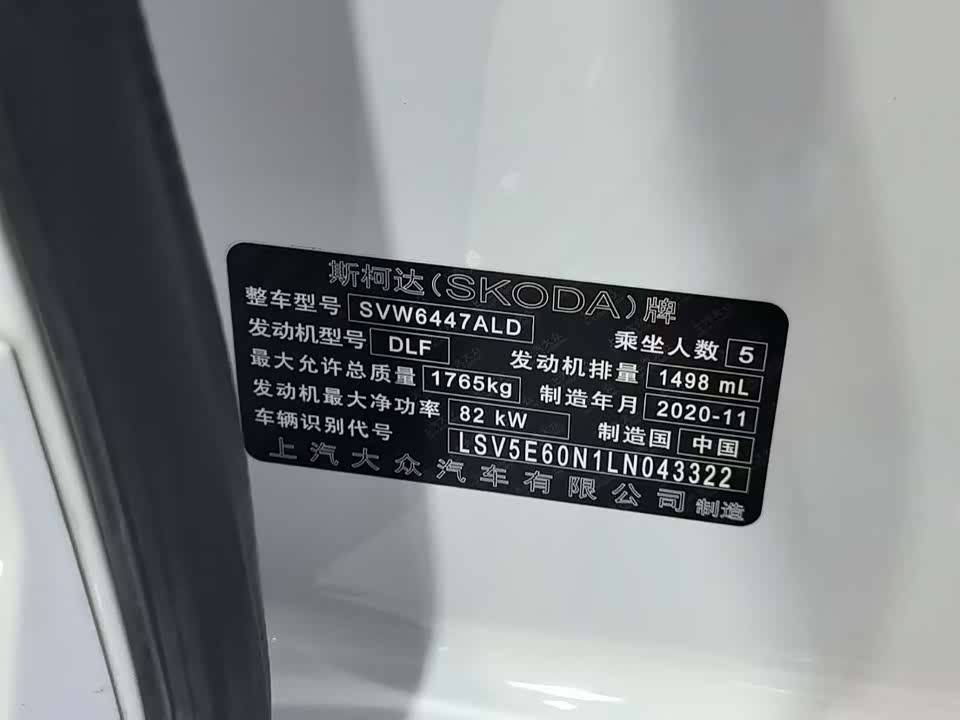 斯柯达(SKODA)牌
整车型号 SVW6447ALD 乘坐人数 5
发动机型号 DLF 发动机排量 1498 mL
最大允许总质量 1765kg 制造年月 2020-11
发动机最大净功率 82 kW 制造国 中国
车辆识别代号 LSV5E60N1LN043322
上汽大众汽车有限公司 制造